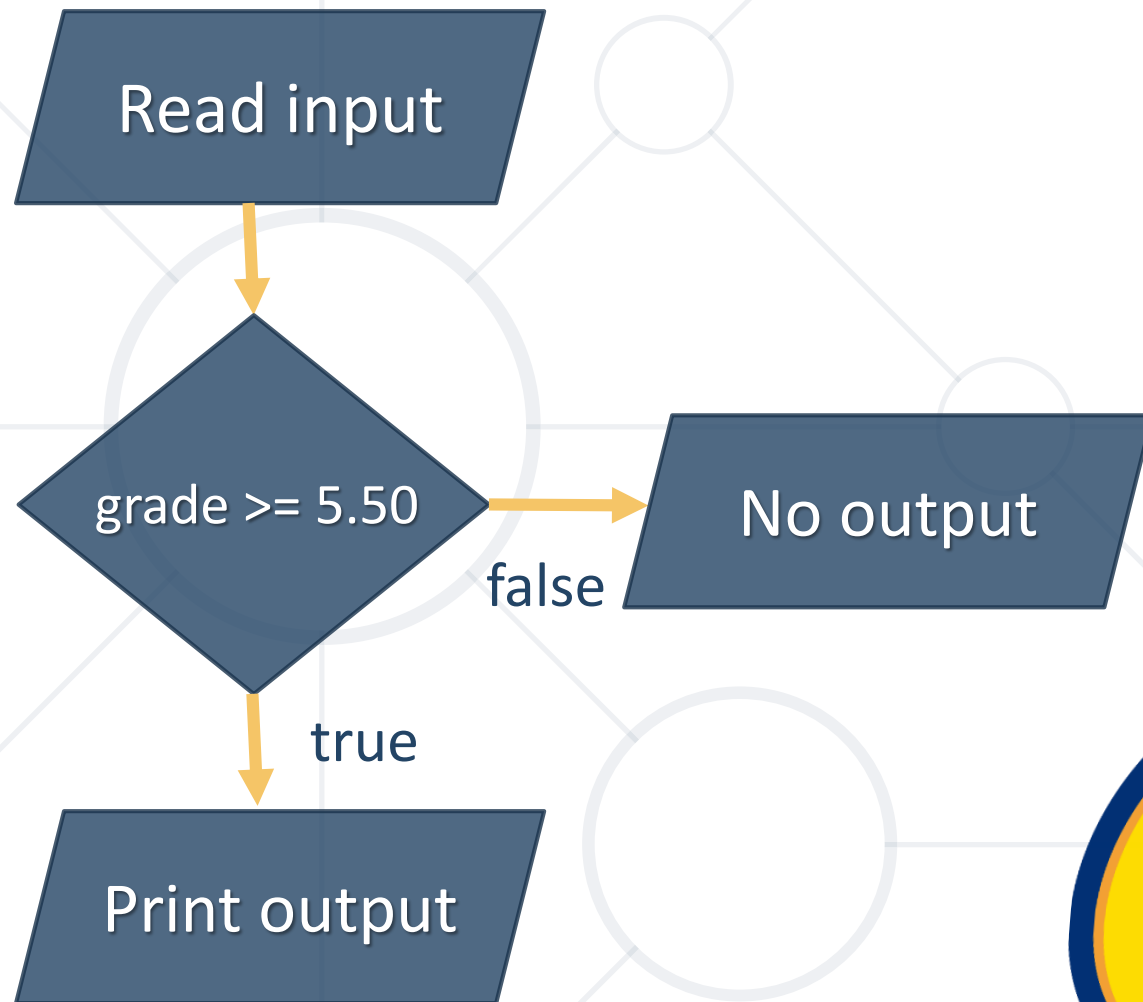 Read input
grade >= 5.50
No output
false
true
Print output